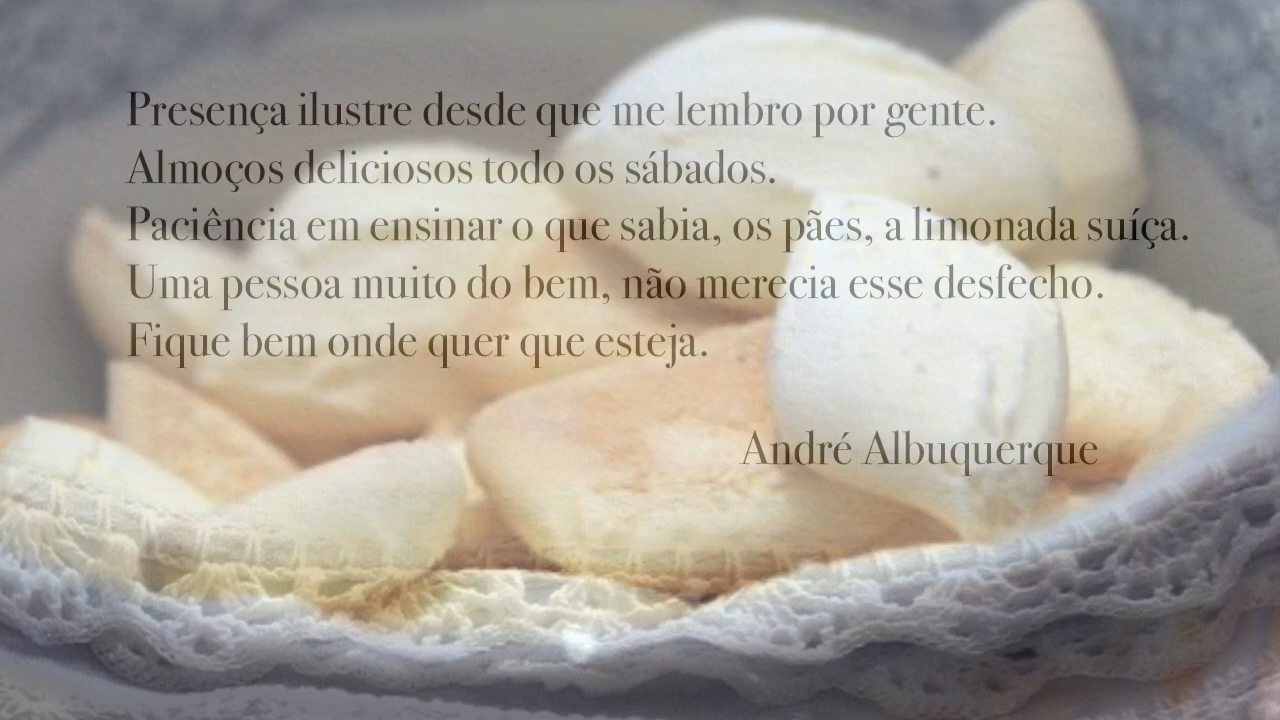 Presença ilustre desde que me lembro por gente.
Almoços deliciosos todo os sábados.
Paciência em ensinar o que sabia, os pães, a limonada suíça.
Uma pessoa muito do bem, não merecia esse desfecho.
Fique bem onde quer que esteja.
André Albuquerque